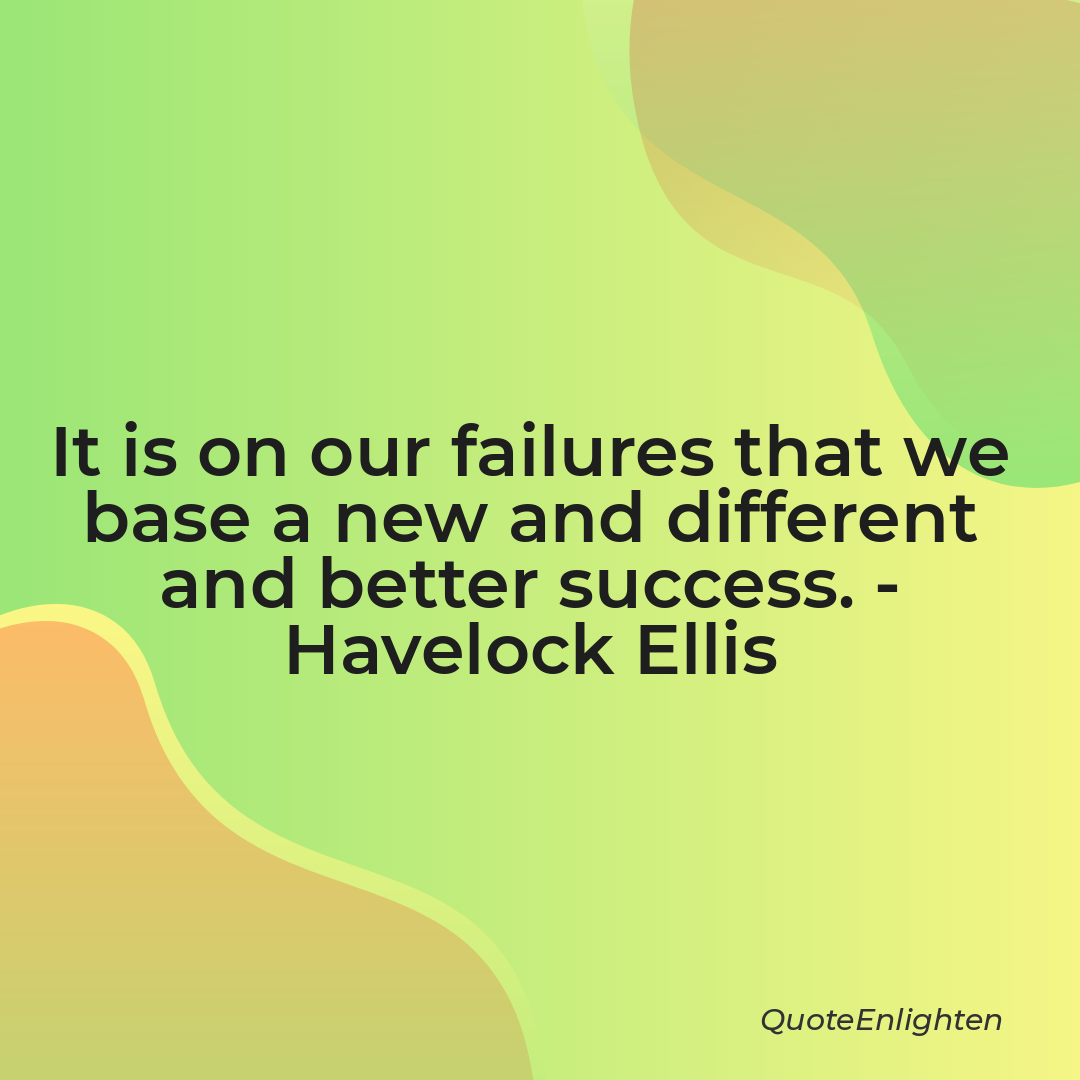 It is on our failures that we
base a new and different
and better success. -
Havelock Ellis
QuoteEnlighten